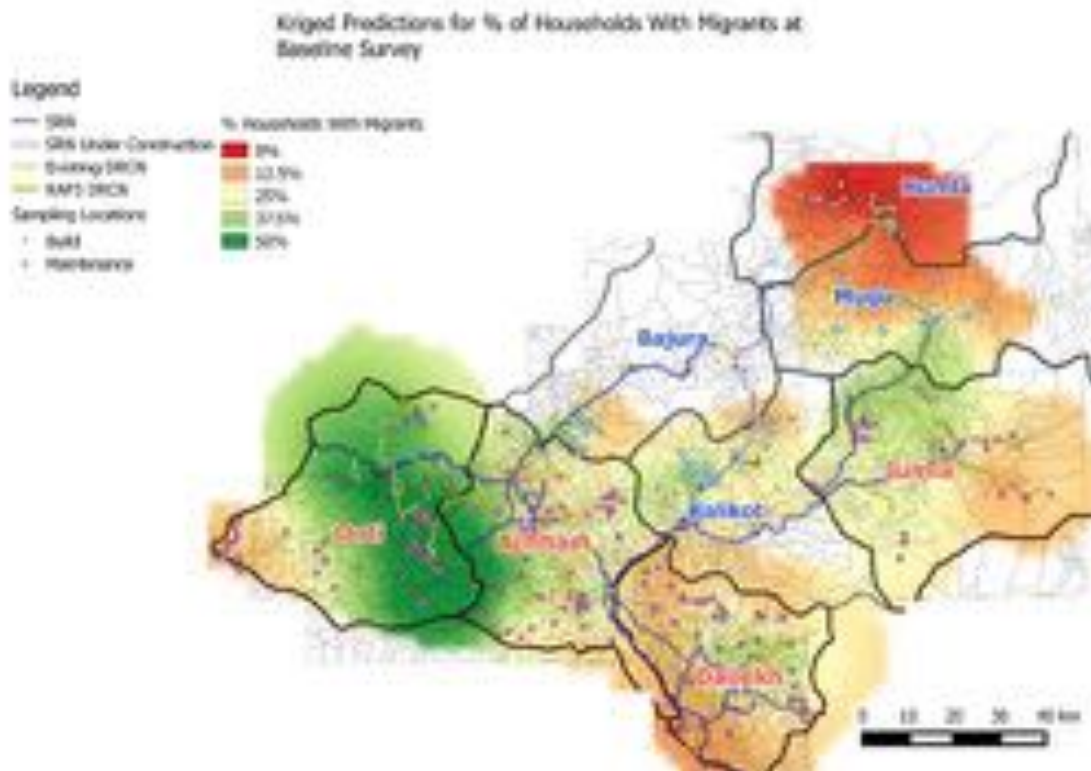 Kriged Predictions for % of Households With Migrants at
Baseline Survey
Legend
SRN
SRN Under Construction
Existing DRCN
RAP3 DRCN
Sampling Locations
Build
Maintenance
% Households With Migrants
0%
12.5%
25%
37.5%
50%
Humla
Mugu
Bajura
Jumla
Kalikot
Doti
Achham
Dailekh
0 10 20 30 40 km